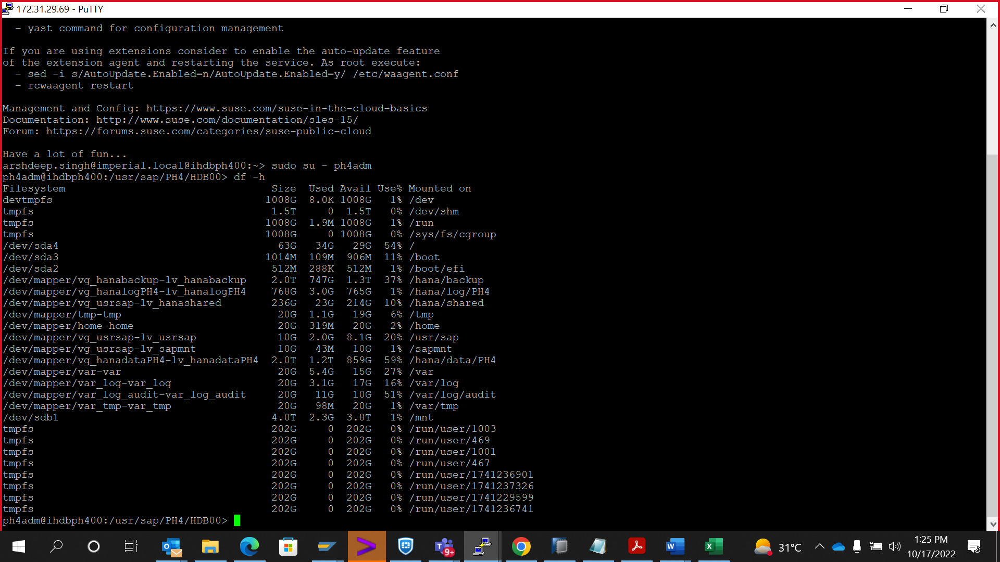 172.31.29.69 - PuTTY
- yast command for configuration management
If you are using extensions consider to enable the auto-update feature
of the extension agent and restarting the service. As root execute:
- sed -i s/AutoUpdate.Enabled=n/AutoUpdate.Enabled=y/ /etc/waagent.conf
- rcwaagent restart
Management and Config: https://www.suse.com/suse-in-the-cloud-basics
Documentation: http://www.suse.com/documentation/sles-15/
Forum: https://forums.suse.com/categories/suse-public-cloud
Have a lot of fun...
arshdeep.singh@imperial.local@ihdbph400:~> sudo su - ph4adm
ph4adm@ihdbph400:/usr/sap/PH4/HDB00> df -h
Filesystem Size Used Avail Use% Mounted on
devtmpfs 1008G 8.0K 1008G 1% /dev
tmpfs 1.5T 0 1.5T 0% /dev/shm
tmpfs 1008G 1.9M 1008G 1% /run
tmpfs 1008G 0 1008G 0% /sys/fs/cgroup
/dev/sda4 63G 34G 29G 54% /
/dev/sda3 1014M 109M 906M 11% /boot
/dev/sda2 512M 288K 512M 1% /boot/efi
/dev/mapper/vg_hanabackup-lv_hanabackup 2.0T 747G 1.3T 37% /hana/backup
/dev/mapper/vg_hanalogPH4-lv_hanalogPH4 768G 3.0G 765G 1% /hana/log/PH4
/dev/mapper/vg_usrsap-lv_hanashared 236G 23G 214G 10% /hana/shared
/dev/mapper/tmp-tmp 20G 1.1G 19G 6% /tmp
/dev/mapper/home-home 20G 319M 20G 2% /home
/dev/mapper/vg_usrsap-lv_usrsap 10G 2.0G 8.1G 20% /usr/sap
/dev/mapper/vg_usrsap-lv_sapmnt 10G 43M 10G 1% /sapmnt
/dev/mapper/vg_hanadataPH4-lv_hanadataPH4 2.0T 1.2T 859G 59% /hana/data/PH4
/dev/mapper/var-var 20G 5.4G 15G 27% /var
/dev/mapper/var_log-var_log 20G 3.1G 17G 16% /var/log
/dev/mapper/var_log_audit-var_log_audit 20G 11G 10G 51% /var/log/audit
/dev/mapper/var_tmp-var_tmp 20G 98M 20G 1% /var/tmp
/dev/sdb1 4.0T 2.3G 3.8T 1% /mnt
tmpfs 202G 0 202G 0% /run/user/1003
tmpfs 202G 0 202G 0% /run/user/469
tmpfs 202G 0 202G 0% /run/user/1001
tmpfs 202G 0 202G 0% /run/user/467
tmpfs 202G 0 202G 0% /run/user/1741236901
tmpfs 202G 0 202G 0% /run/user/1741237326
tmpfs 202G 0 202G 0% /run/user/1741229599
tmpfs 202G 0 202G 0% /run/user/1741236741
ph4adm@ihdbph400:/usr/sap/PH4/HDB00>
9+
31°C
1:25 PM
10/17/2022